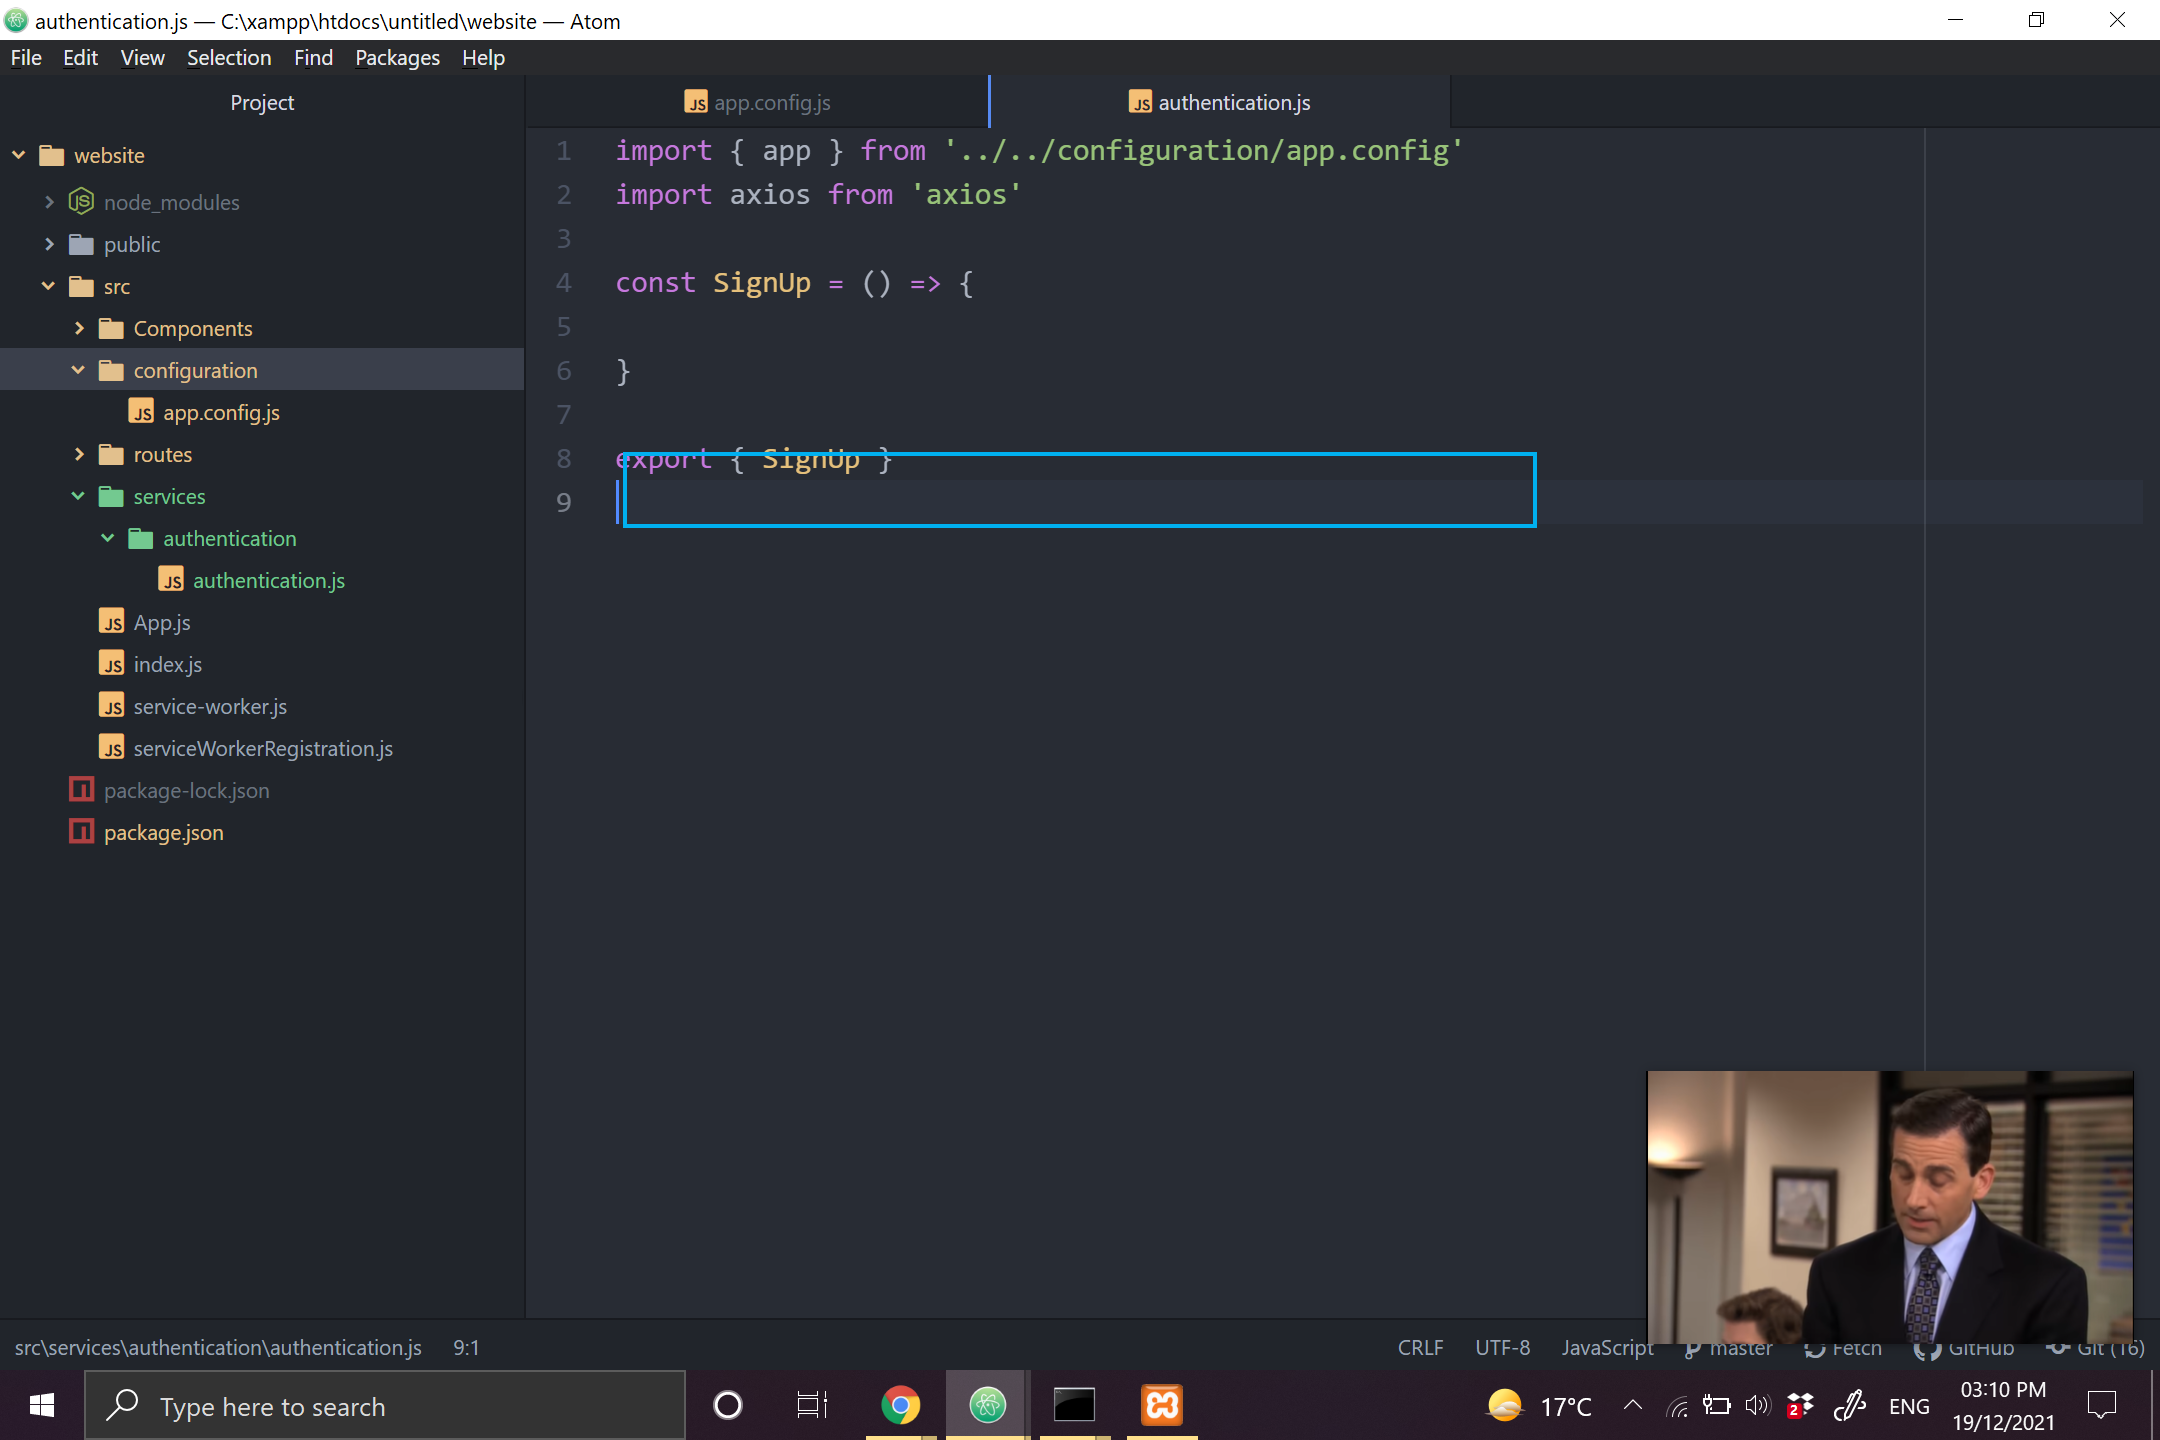 authentication.js — C:\xampp\htdocs\untitled\website — Atom
File Edit View Selection Find Packages Help
Project
website
node_modules
public
src
Components
configuration
app.config.js
routes
services
authentication
authentication.js
App.js
index.js
service-worker.js
serviceWorkerRegistration.js
package-lock.json
package.json
app.config.js
authentication.js
1 import { app } from '../../configuration/app.config'
2 import axios from 'axios'
3
4 const SignUp = () => {
5
6 }
7
8 export { SignUp }
9
src\services\authentication\authentication.js 9:1
CRLF UTF-8 JavaScript master Fetch GitHub Git (16)
Type here to search
17°C
2
ENG
03:10 PM
19/12/2021